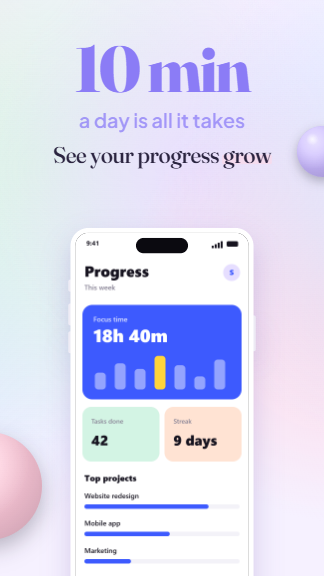 10 min
a day is all it takes
See your progress grow
9:41
Progress
$
This week
Focus time
18h 40m
Tasks done
42
Streak
9 days
Top projects
Website redesign
Mobile app
Marketing